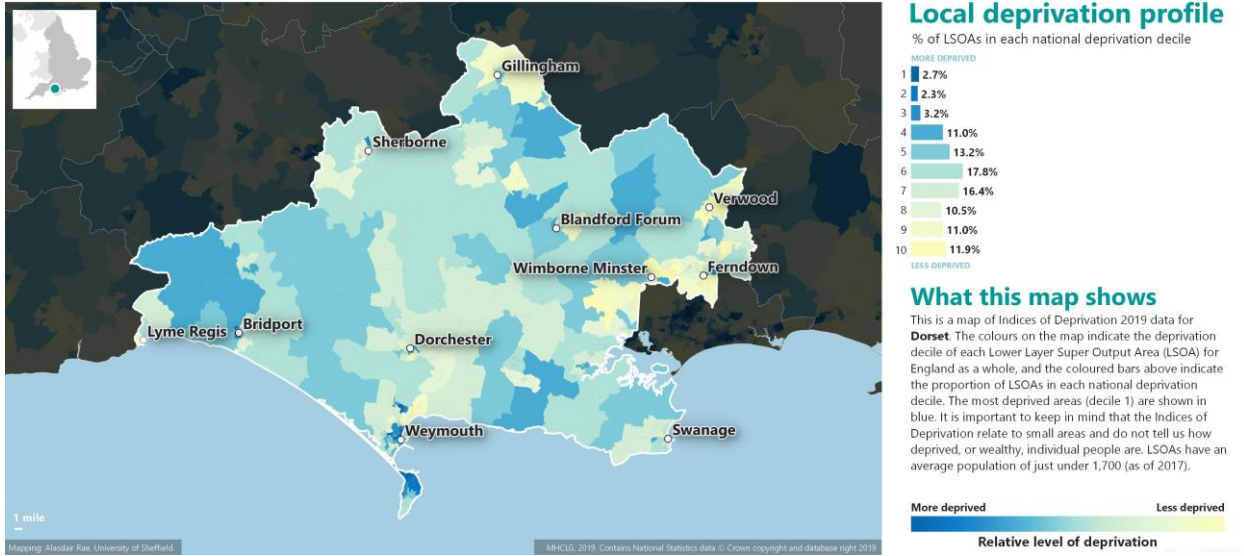 Gillingham
Sherborne
Verwood
Blandford Forum
Wimborne Minster
Ferndown
Lyme Regis
Bridport
Dorchester
Weymouth
Swanage
1 mile
Mapping: Alasdair Rae, University of Sheffield
MHCLG, 2019. Contains National Statistics data © Crown copyright and database right 2019
Local deprivation profile
% of LSOAs in each national deprivation decile
MORE DEPRIVED
1 2.7%
2 2.3%
3 3.2%
4 11.0%
5 13.2%
6 17.8%
7 16.4%
8 10.5%
9 11.0%
10 11.9%
LESS DEPRIVED
What this map shows
This is a map of Indices of Deprivation 2019 data for
Dorset. The colours on the map indicate the deprivation
decile of each Lower Layer Super Output Area (LSOA) for
England as a whole, and the coloured bars above indicate
the proportion of LSOAs in each national deprivation
decile. The most deprived areas (decile 1) are shown in
blue. It is important to keep in mind that the Indices of
Deprivation relate to small areas and do not tell us how
deprived, or wealthy, individual people are. LSOAs have an
average population of just under 1,700 (as of 2017).
More deprived Less deprived
Relative level of deprivation